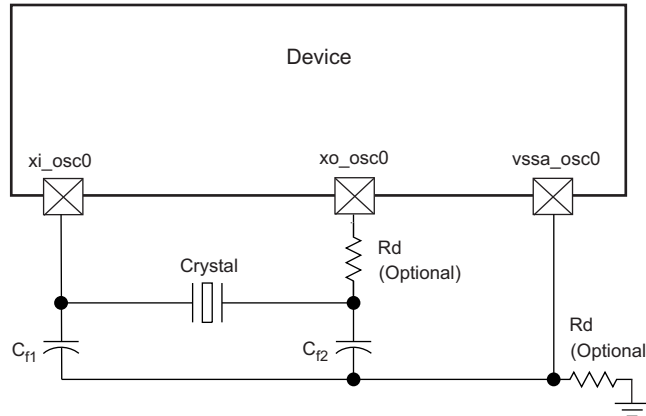 Device
xi_osc0
xo_osc0
vssa_osc0
Rd
(Optional)
Crystal
Rd
(Optional
Cf1
Cf2